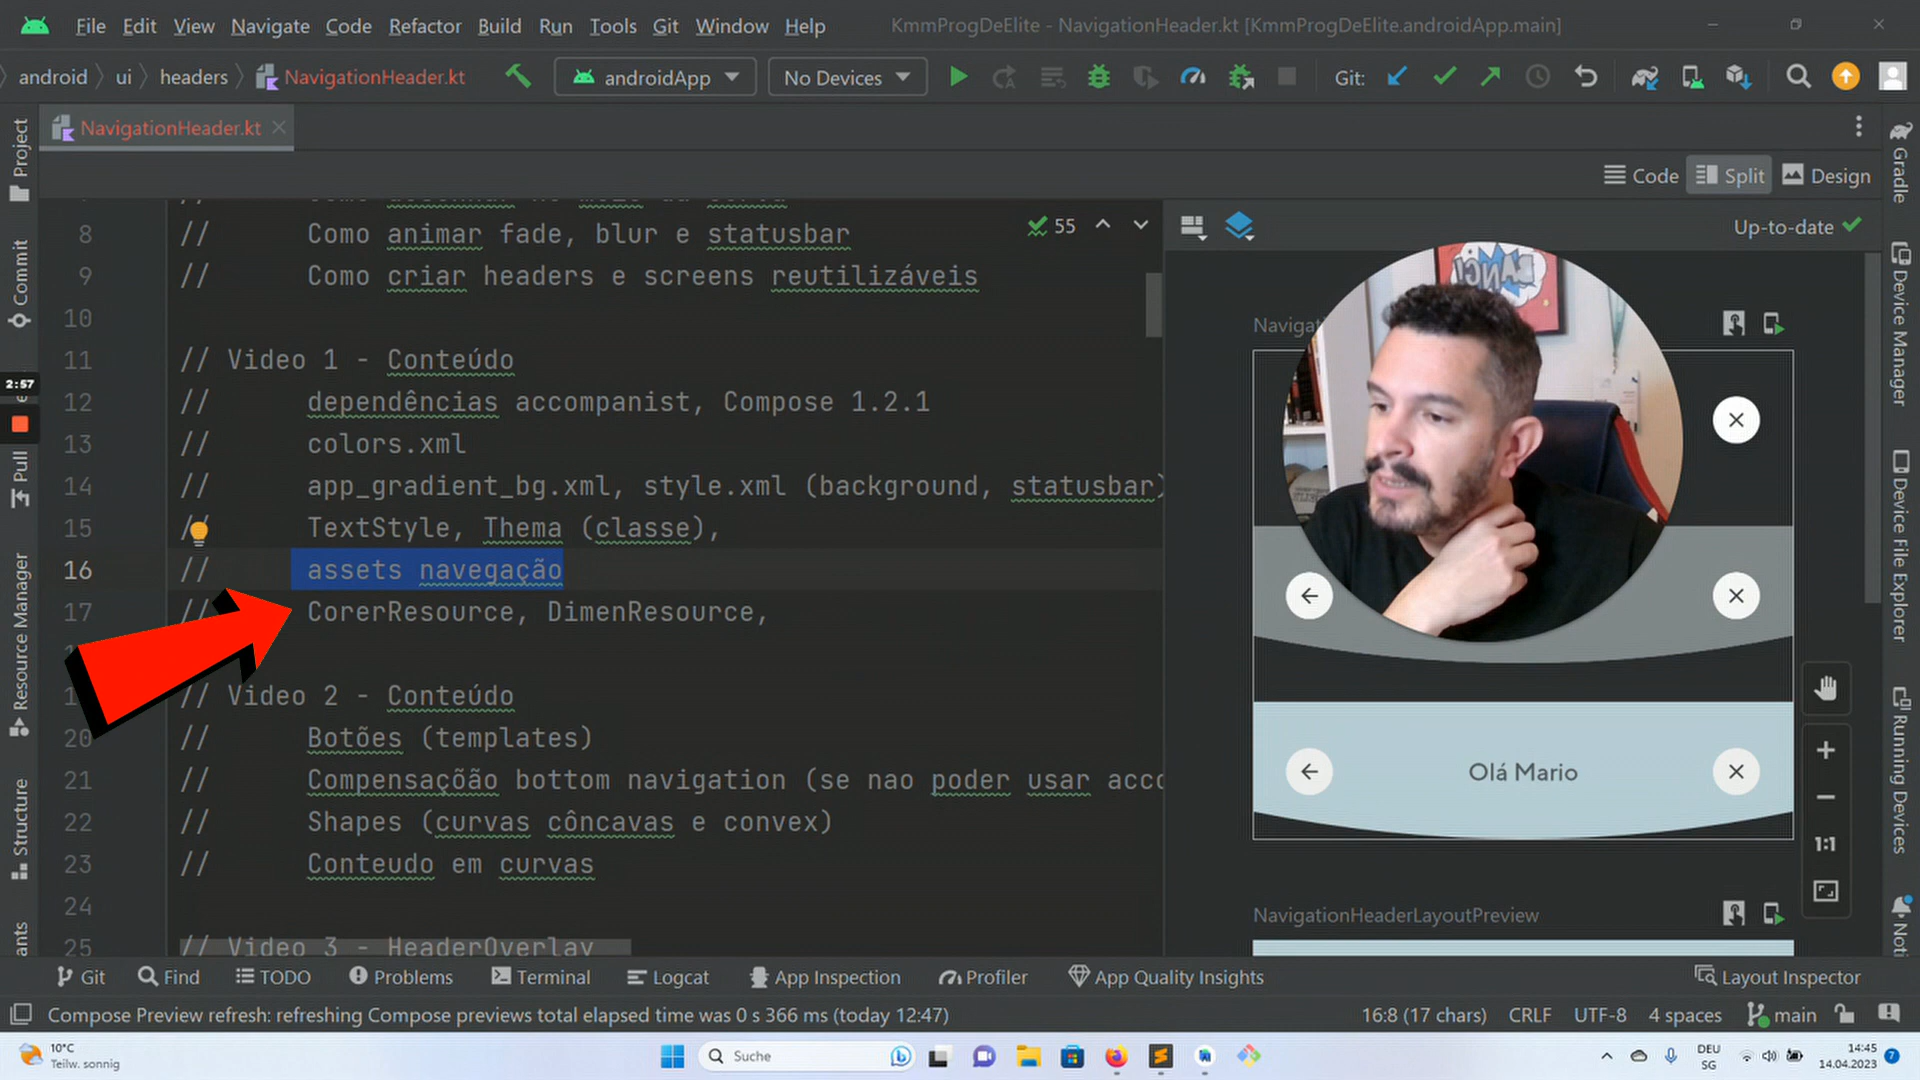 File Edit View Navigate Code Refactor Build Run Tools Git Window Help KmmProgDeElite - NavigationHeader.kt [KmmProgDeElite.androidApp.main]
android ui headers NavigationHeader.kt androidApp No Devices Git:
NavigationHeader.kt
Code Split Design
Project
Commit
2:57
Pull
Resource Manager
Structure
55
8 // Como animar fade, blur e statusbar
9 // Como criar headers e screens reutilizáveis
10
11 // Video 1 - Conteúdo
12 // dependências accompanist, Compose 1.2.1
13 // colors.xml
14 // app_gradient_bg.xml, style.xml (background, statusbar)
15 // TextStyle, Thema (classe),
16 // assets navegação
17 // CorerResource, DimenResource,
// Video 2 - Conteúdo
20 // Botões (templates)
21 // Compensaçõão bottom navigation (se nao poder usar acco
22 // Shapes (curvas côncavas e convex)
23 // Conteudo em curvas
24
25 // Video 3 - HeaderOverlay
Up-to-date
Navigat
BANG!
Olá Mario
1:1
NavigationHeaderLayoutPreview
Gradle
Device Manager
Device File Explorer
Running Devices
Noti
Git Find TODO Problems Terminal Logcat App Inspection Profiler App Quality Insights Layout Inspector
Compose Preview refresh: refreshing Compose previews total elapsed time was 0 s 366 ms (today 12:47) 16:8 (17 chars) CRLF UTF-8 4 spaces main
10°C
Teilw. sonnig
Suche
DEU
SG
14:45
14.04.2023
7